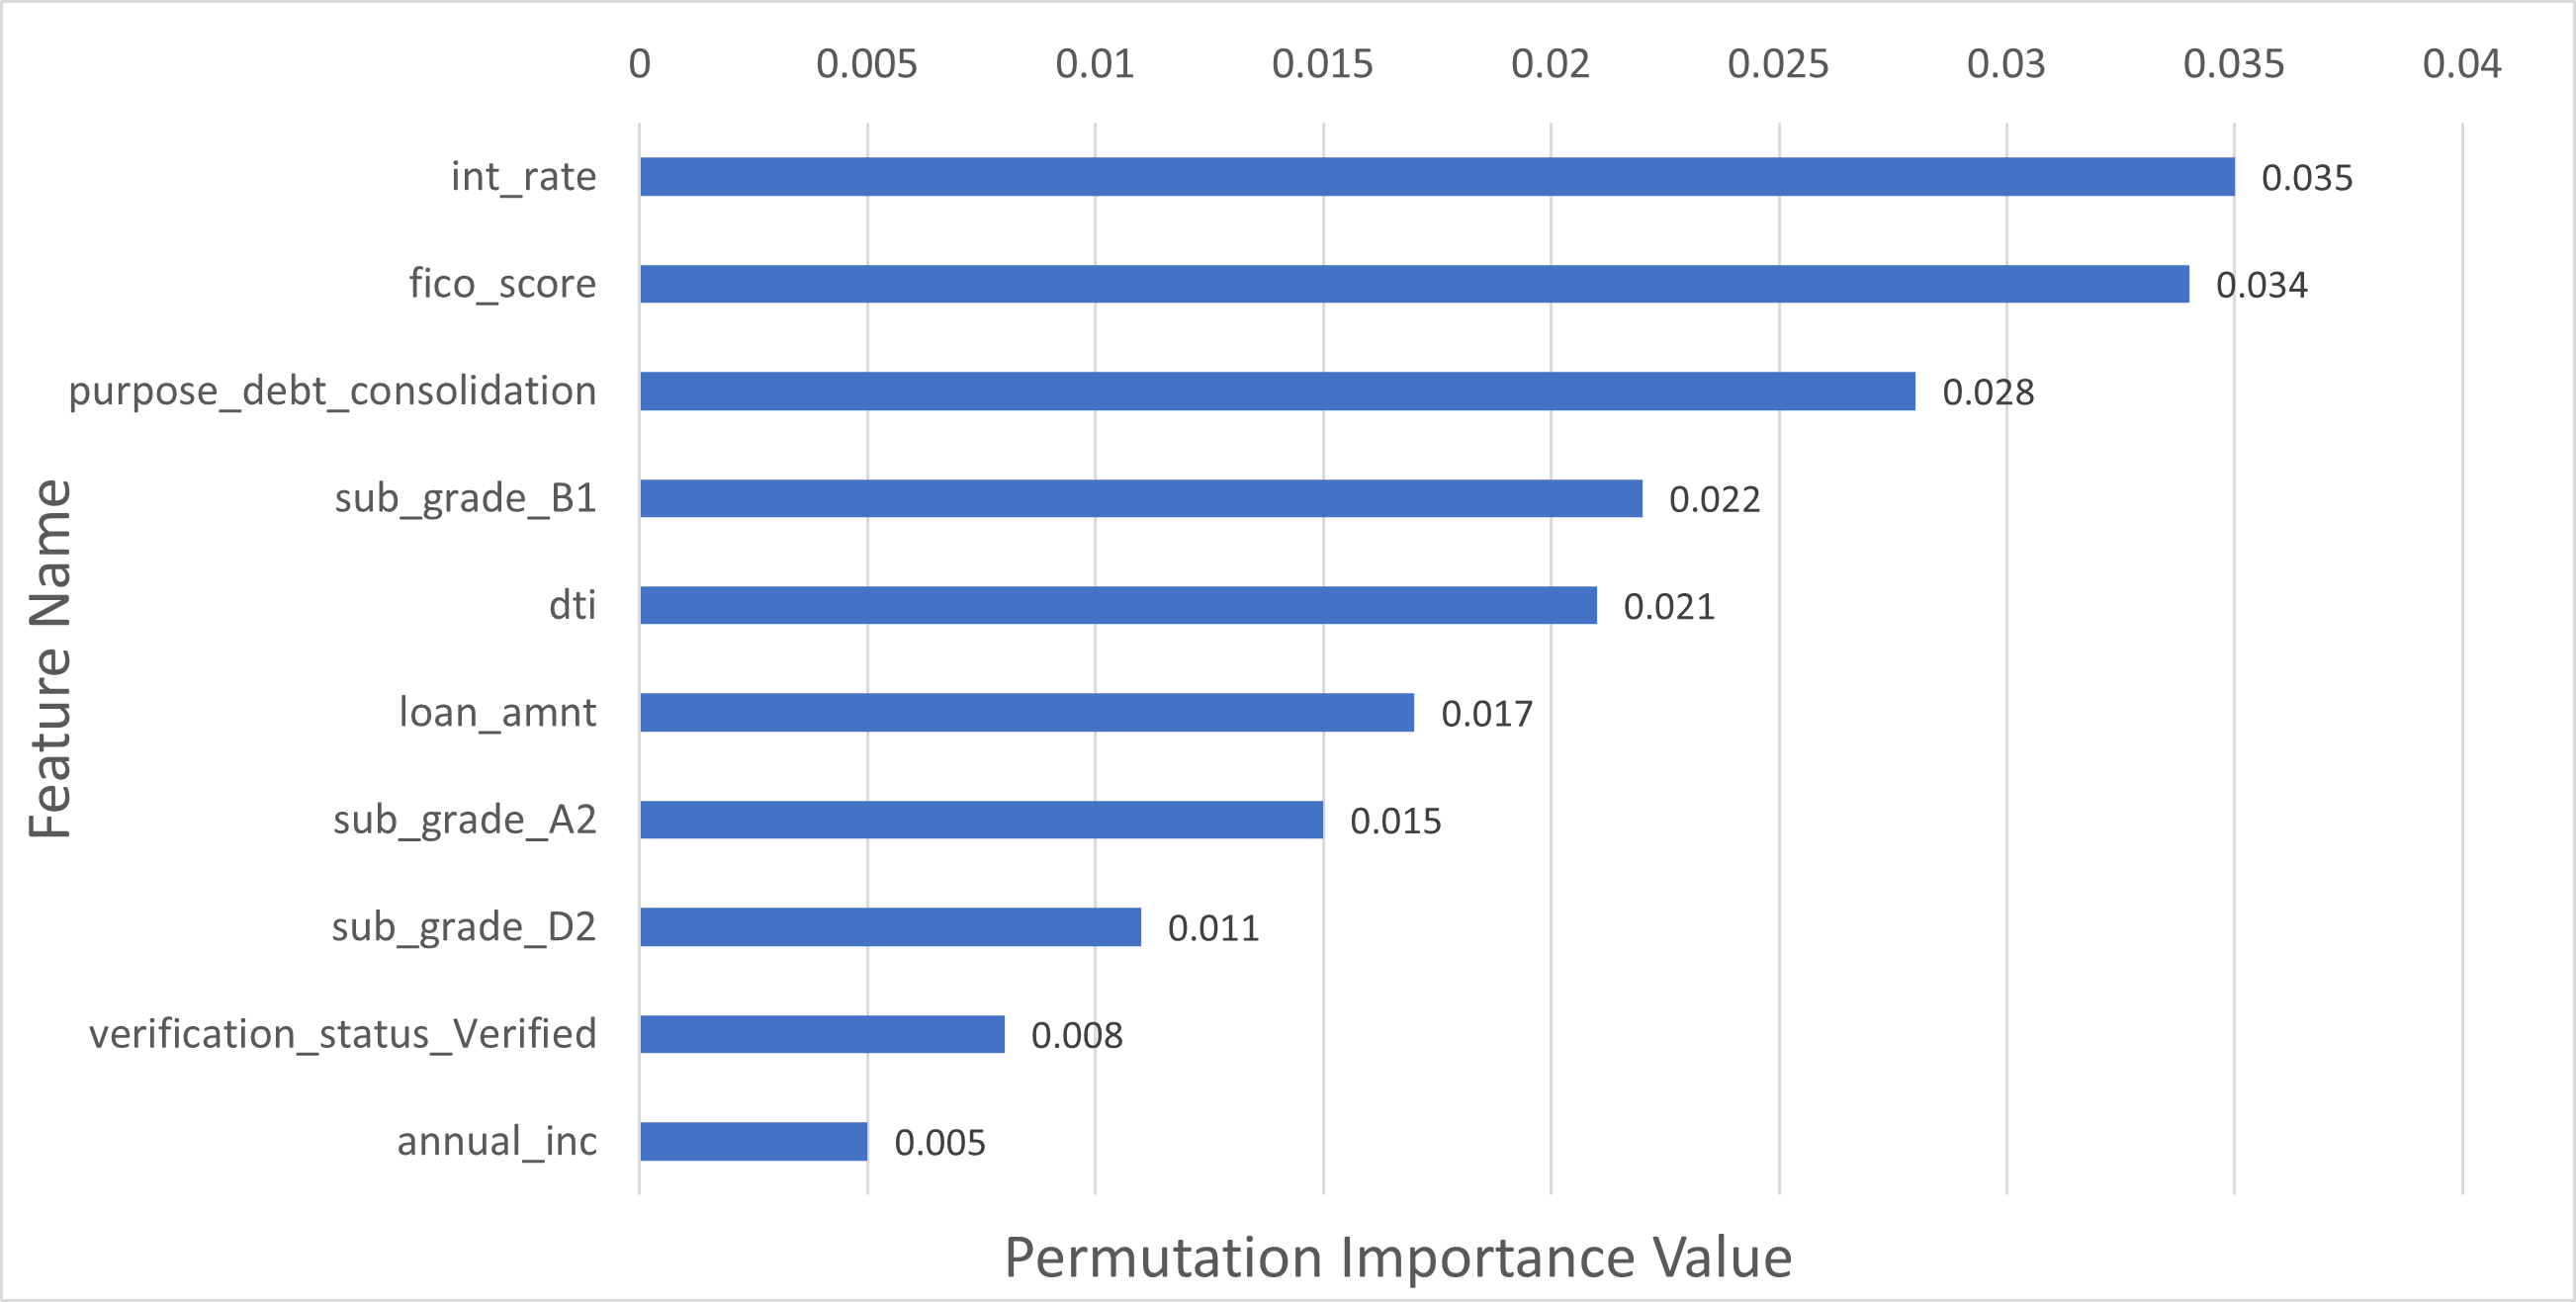 0 0.005 0.01 0.015 0.02 0.025 0.03 0.035 0.04
int_rate 0.035
fico_score 0.034
purpose_debt_consolidation 0.028
sub_grade_B1 0.022
dti 0.021
loan_amnt 0.017
sub_grade_A2 0.015
sub_grade_D2 0.011
verification_status_Verified 0.008
annual_inc 0.005
Feature Name
Permutation Importance Value